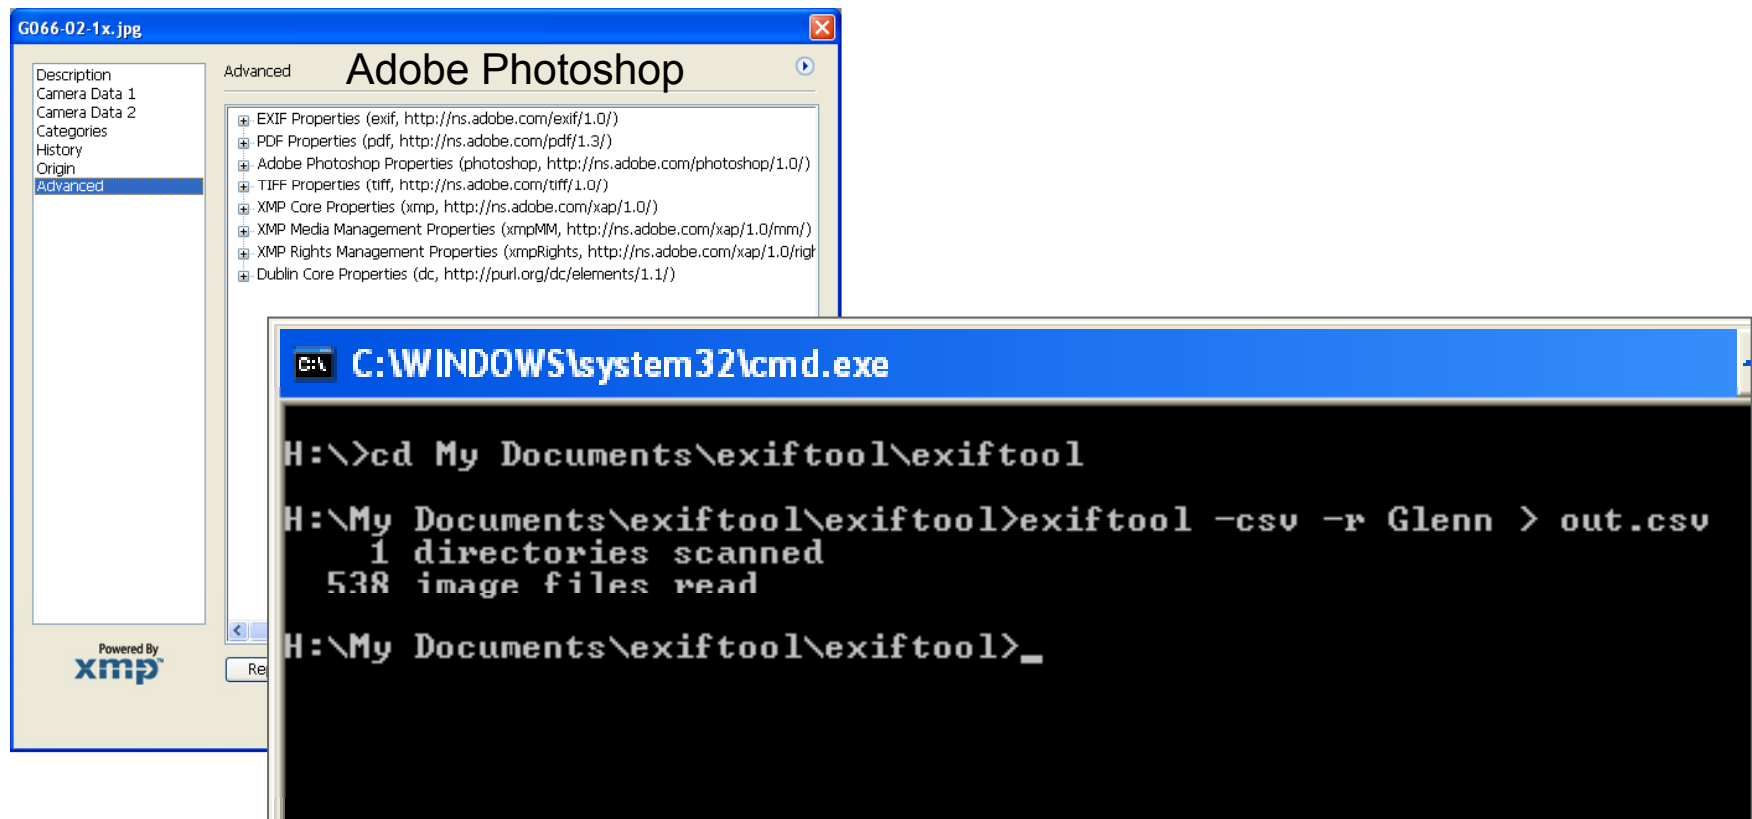 G066-02-1x.jpg
Description
Camera Data 1
Camera Data 2
Categories
History
Origin
Advanced
Powered By
xmp™
Advanced
Adobe Photoshop
EXIF Properties (exif, http://ns.adobe.com/exif/1.0/)
PDF Properties (pdf, http://ns.adobe.com/pdf/1.3/)
Adobe Photoshop Properties (photoshop, http://ns.adobe.com/photoshop/1.0/)
TIFF Properties (tiff, http://ns.adobe.com/tiff/1.0/)
XMP Core Properties (xmp, http://ns.adobe.com/xap/1.0/)
XMP Media Management Properties (xmpMM, http://ns.adobe.com/xap/1.0/mm/)
XMP Rights Management Properties (xmpRights, http://ns.adobe.com/xap/1.0/righ
Dublin Core Properties (dc, http://purl.org/dc/elements/1.1/)
C:\ C:\WINDOWS\system32\cmd.exe
H:\>cd My Documents\exiftool\exiftool
H:\My Documents\exiftool\exiftool>exiftool -csv -r Glenn > out.csv
1 directories scanned
538 image files read
H:\My Documents\exiftool\exiftool>_